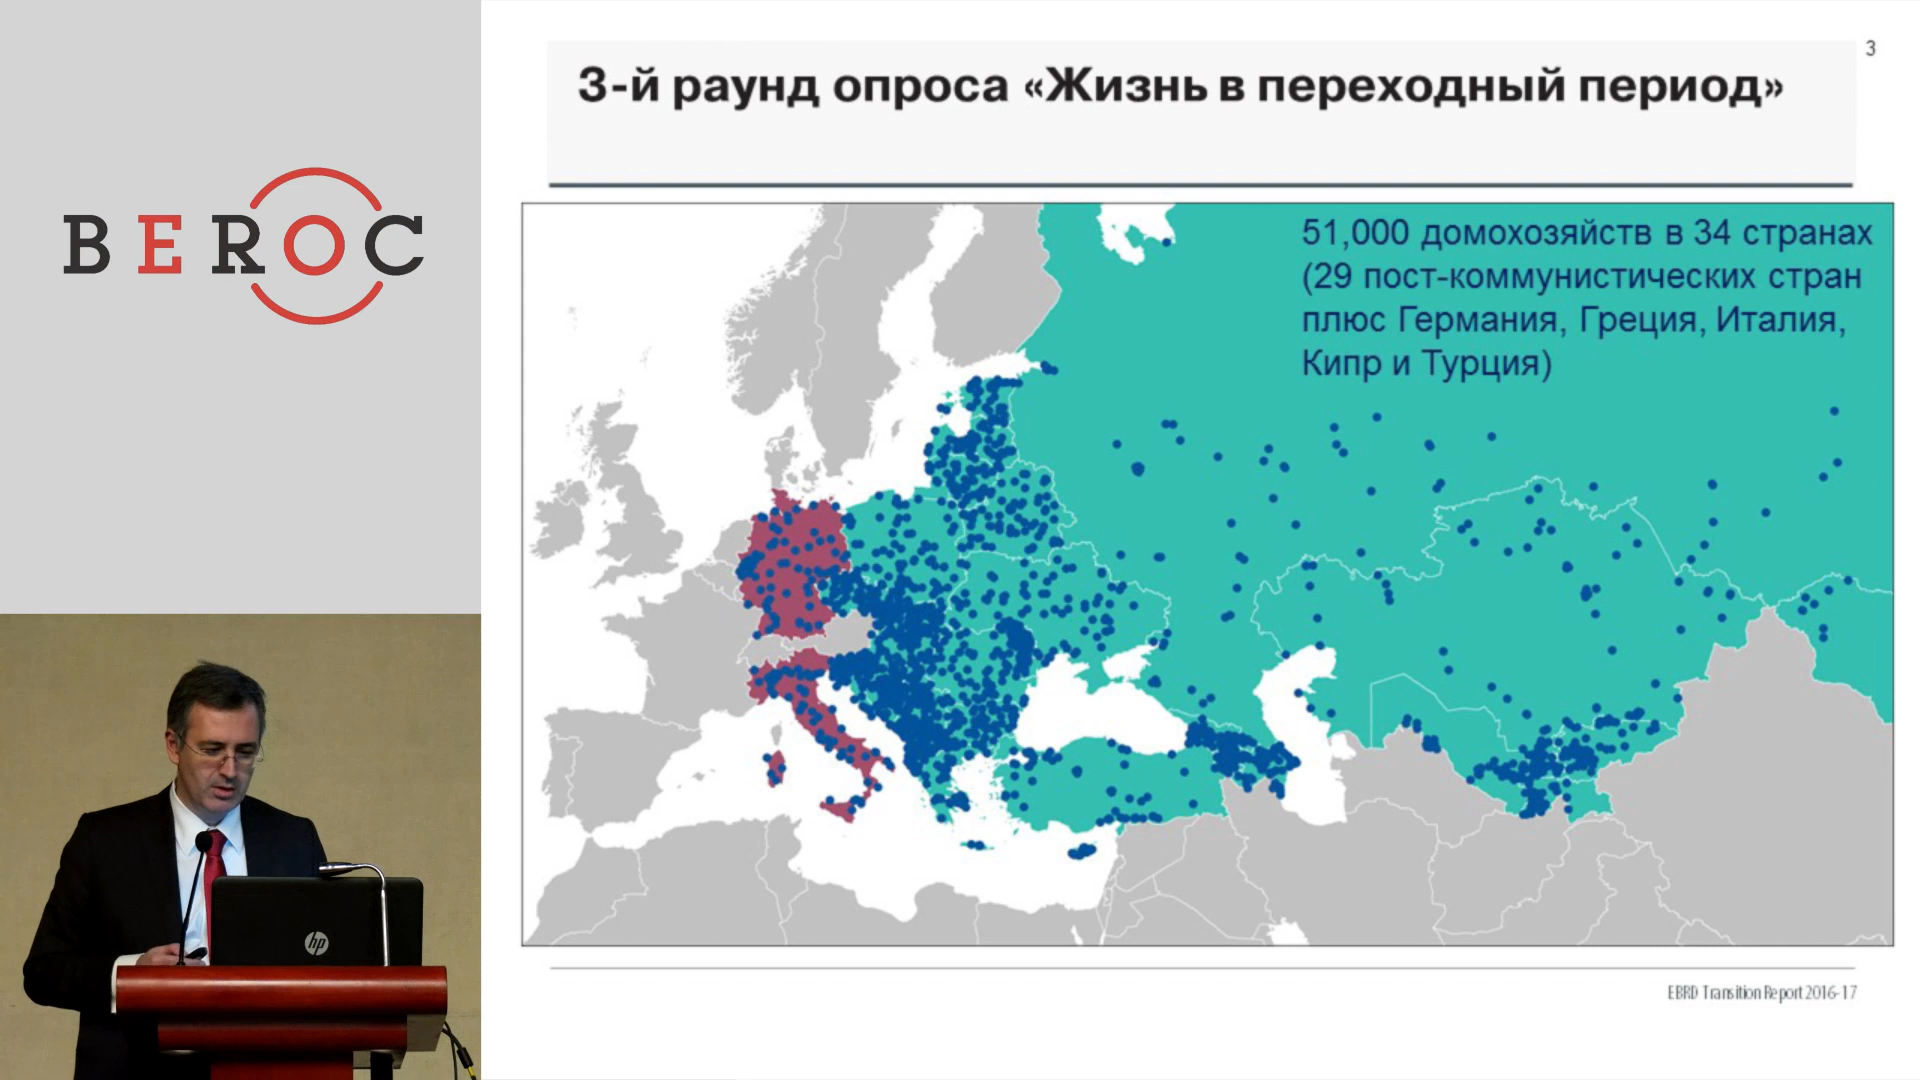 BEROC
3
3-й раунд опроса «Жизнь в переходный период»
51,000 домохозяйств в 34 странах
(29 пост-коммунистических стран
плюс Германия, Греция, Италия,
Кипр и Турция)
hp
EBRD Transition Report 2016-17